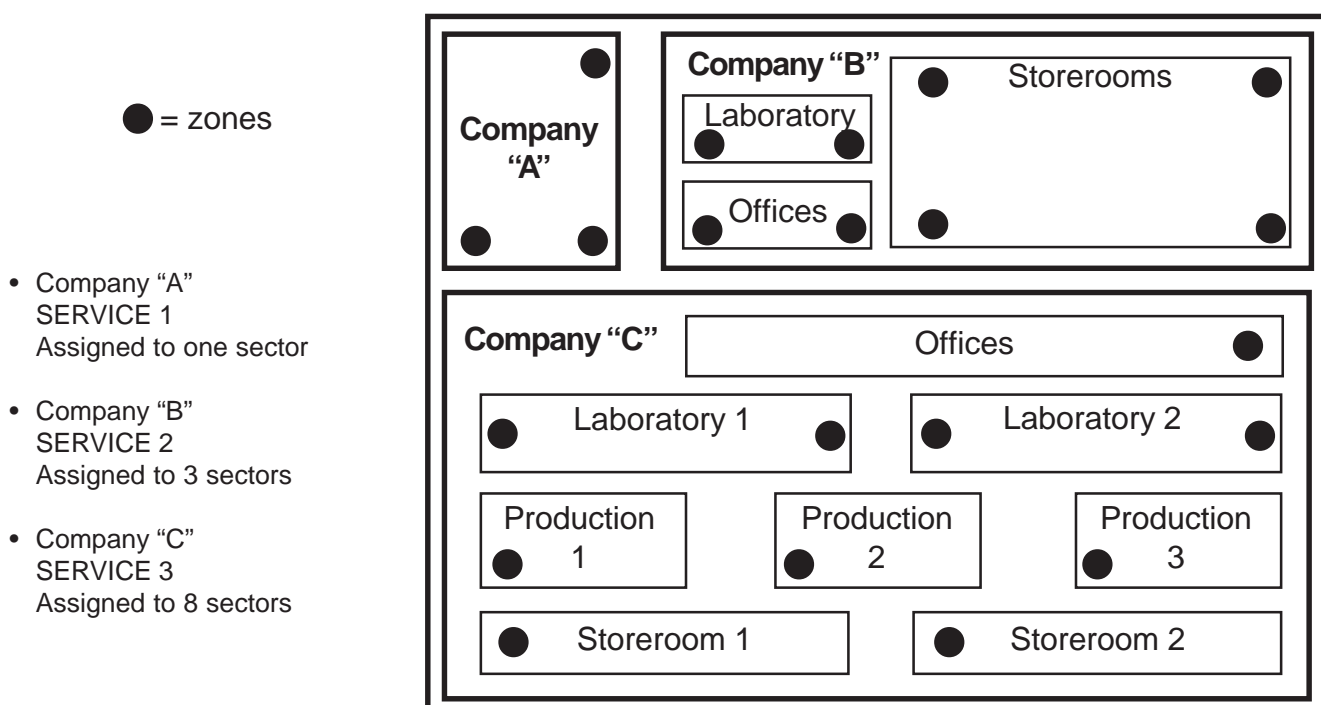 = zones
• Company “A”
SERVICE 1
Assigned to one sector
• Company “B”
SERVICE 2
Assigned to 3 sectors
• Company “C”
SERVICE 3
Assigned to 8 sectors
Company
“A”
Company “B”
Laboratory
Offices
Storerooms
Company “C”
Offices
Laboratory 1
Laboratory 2
Production
1
Production
2
Production
3
Storeroom 1
Storeroom 2